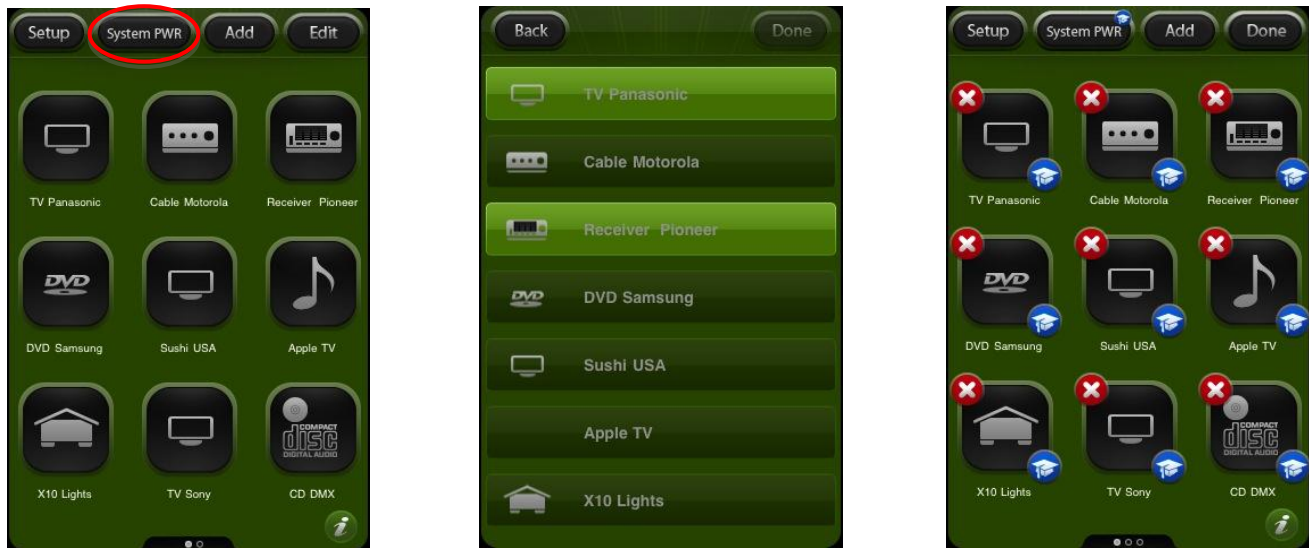 Setup System PWR Add Edit
TV Panasonic Cable Motorola Receiver Pioneer
DVD
DVD Samsung Sushi USA Apple TV
COMPACT
disc
DIGITAL AUDIO
X10 Lights TV Sony CD DMX
i
Back Done
TV Panasonic
Cable Motorola
Receiver Pioneer
DVD DVD Samsung
Sushi USA
Apple TV
X10 Lights
Setup System PWR Add Done
TV Panasonic Cable Motorola Receiver Pioneer
DVD
DVD Samsung Sushi USA Apple TV
COMPACT
disc
DIGITAL AUDIO
X10 Lights TV Sony CD DMX
i